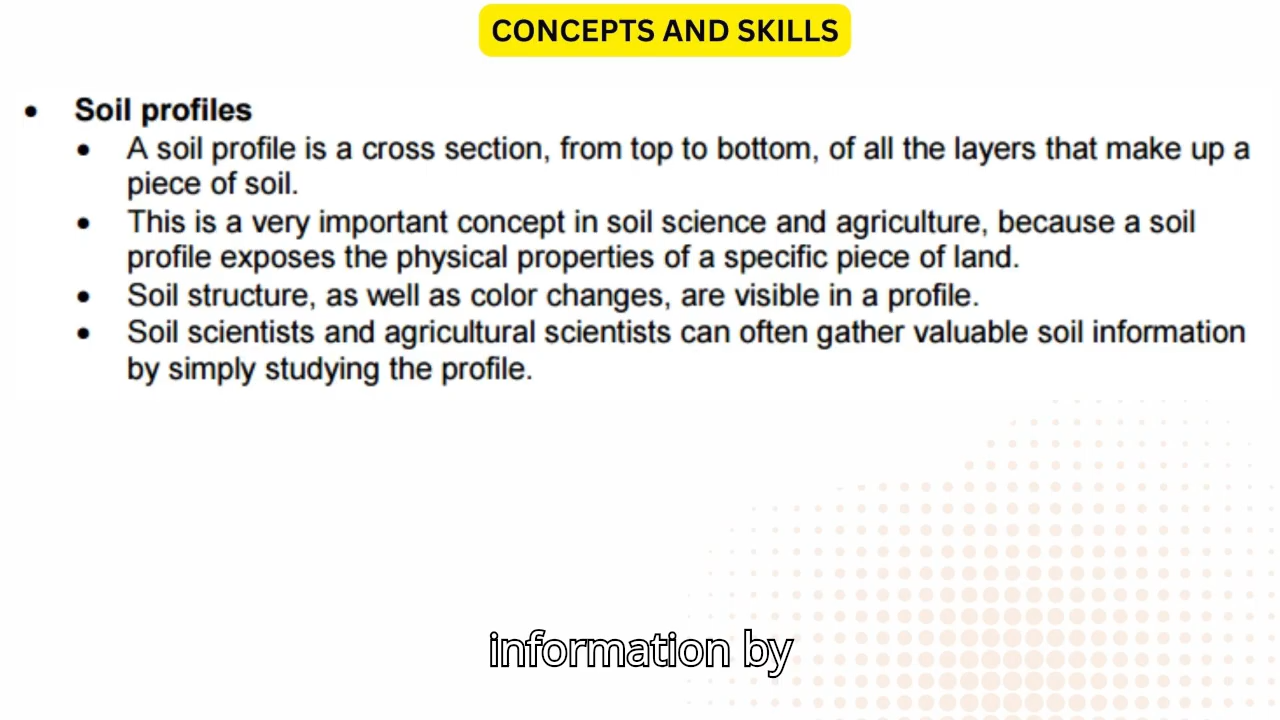 CONCEPTS AND SKILLS
• Soil profiles
• A soil profile is a cross section, from top to bottom, of all the layers that make up a
piece of soil.
• This is a very important concept in soil science and agriculture, because a soil
profile exposes the physical properties of a specific piece of land.
• Soil structure, as well as color changes, are visible in a profile.
• Soil scientists and agricultural scientists can often gather valuable soil information
by simply studying the profile.
information by